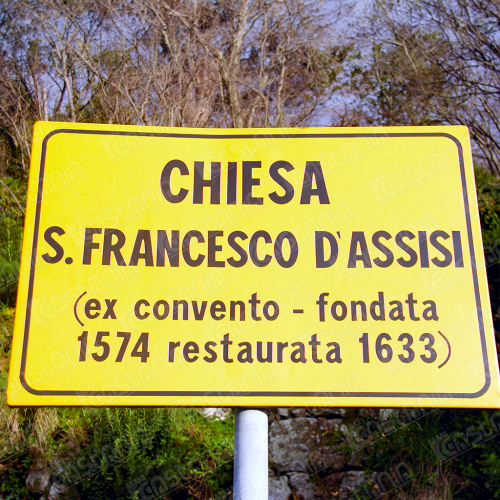 CHIESA
S. FRANCESCO D'ASSISI
(ex convento - fondata
1574 restaurata 1633)